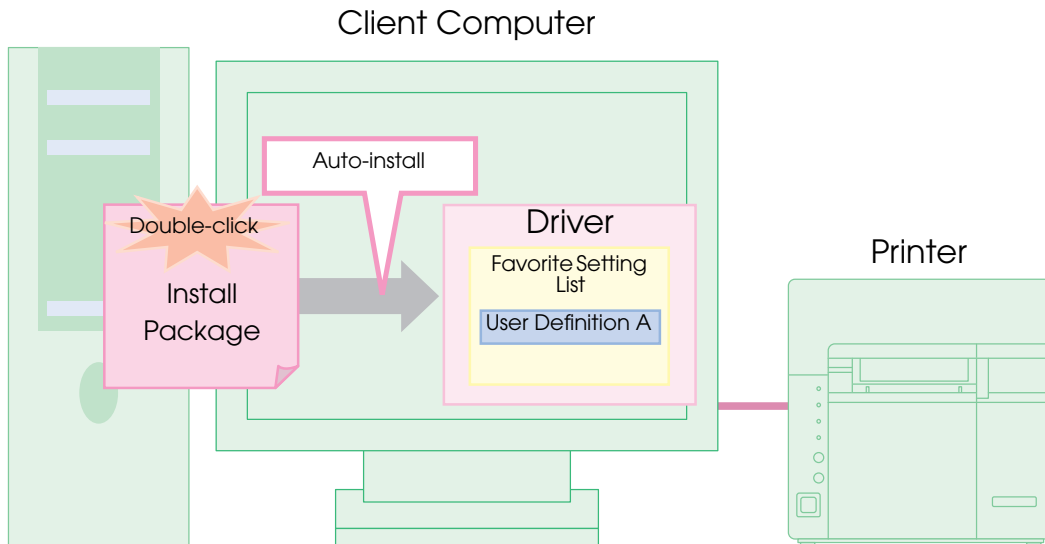 Client Computer
Auto-install
Double-click
Install
Package
Driver
Favorite Setting
List
User Definition A
Printer